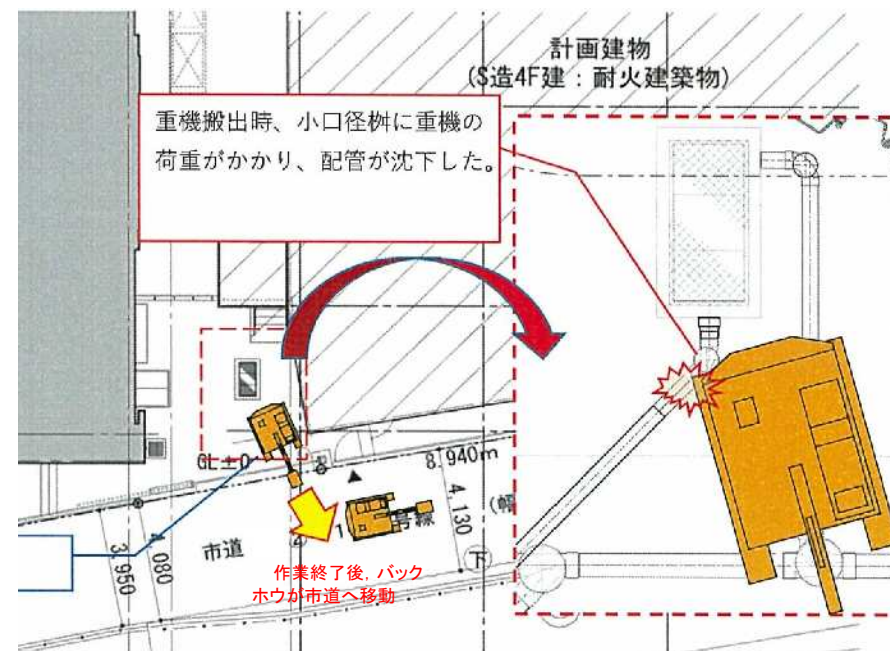 計画建物
(S造4F建：耐火建築物)
重機搬出時、小口径桝に重機の
荷重がかかり、配管が沈下した。
GL±0
8.940m
4.130
市道
号線
下
3.950
080
作業終了後，バック
ホウが市道へ移動